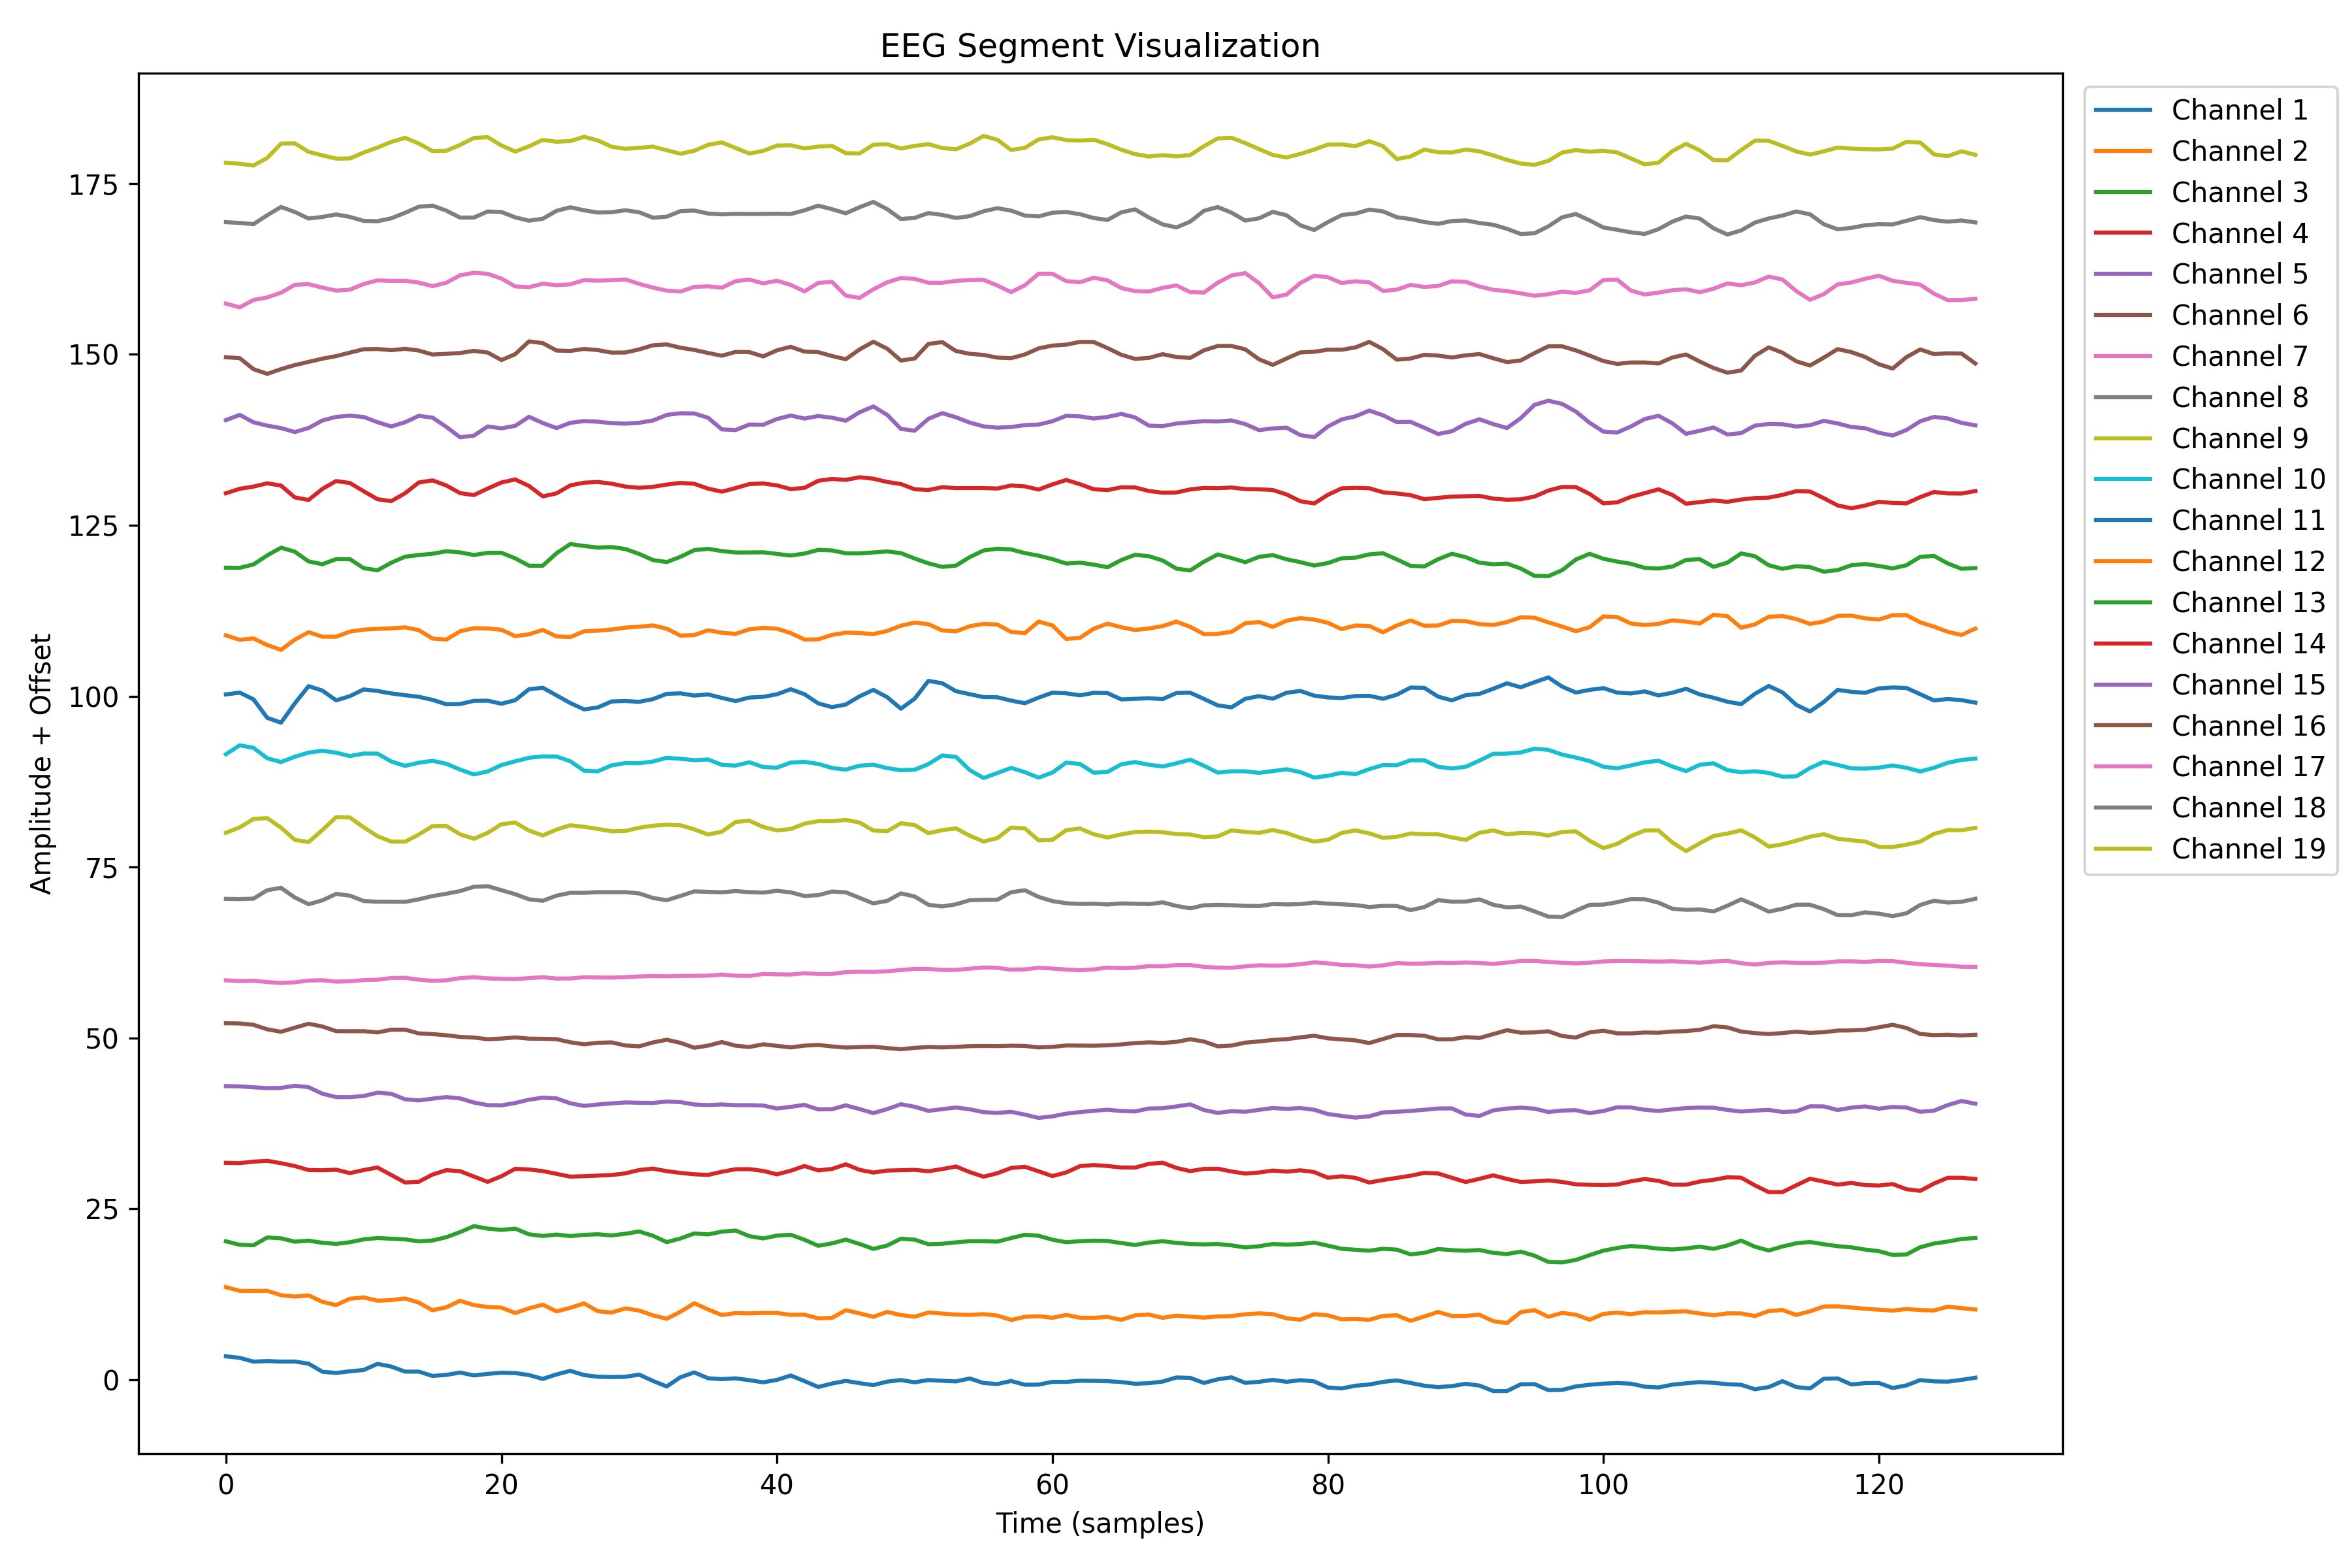 EEG Segment Visualization
Amplitude + Offset
175
150
125
100
75
50
25
0
0 20 40 60 80 100 120
Time (samples)
Channel 1
Channel 2
Channel 3
Channel 4
Channel 5
Channel 6
Channel 7
Channel 8
Channel 9
Channel 10
Channel 11
Channel 12
Channel 13
Channel 14
Channel 15
Channel 16
Channel 17
Channel 18
Channel 19